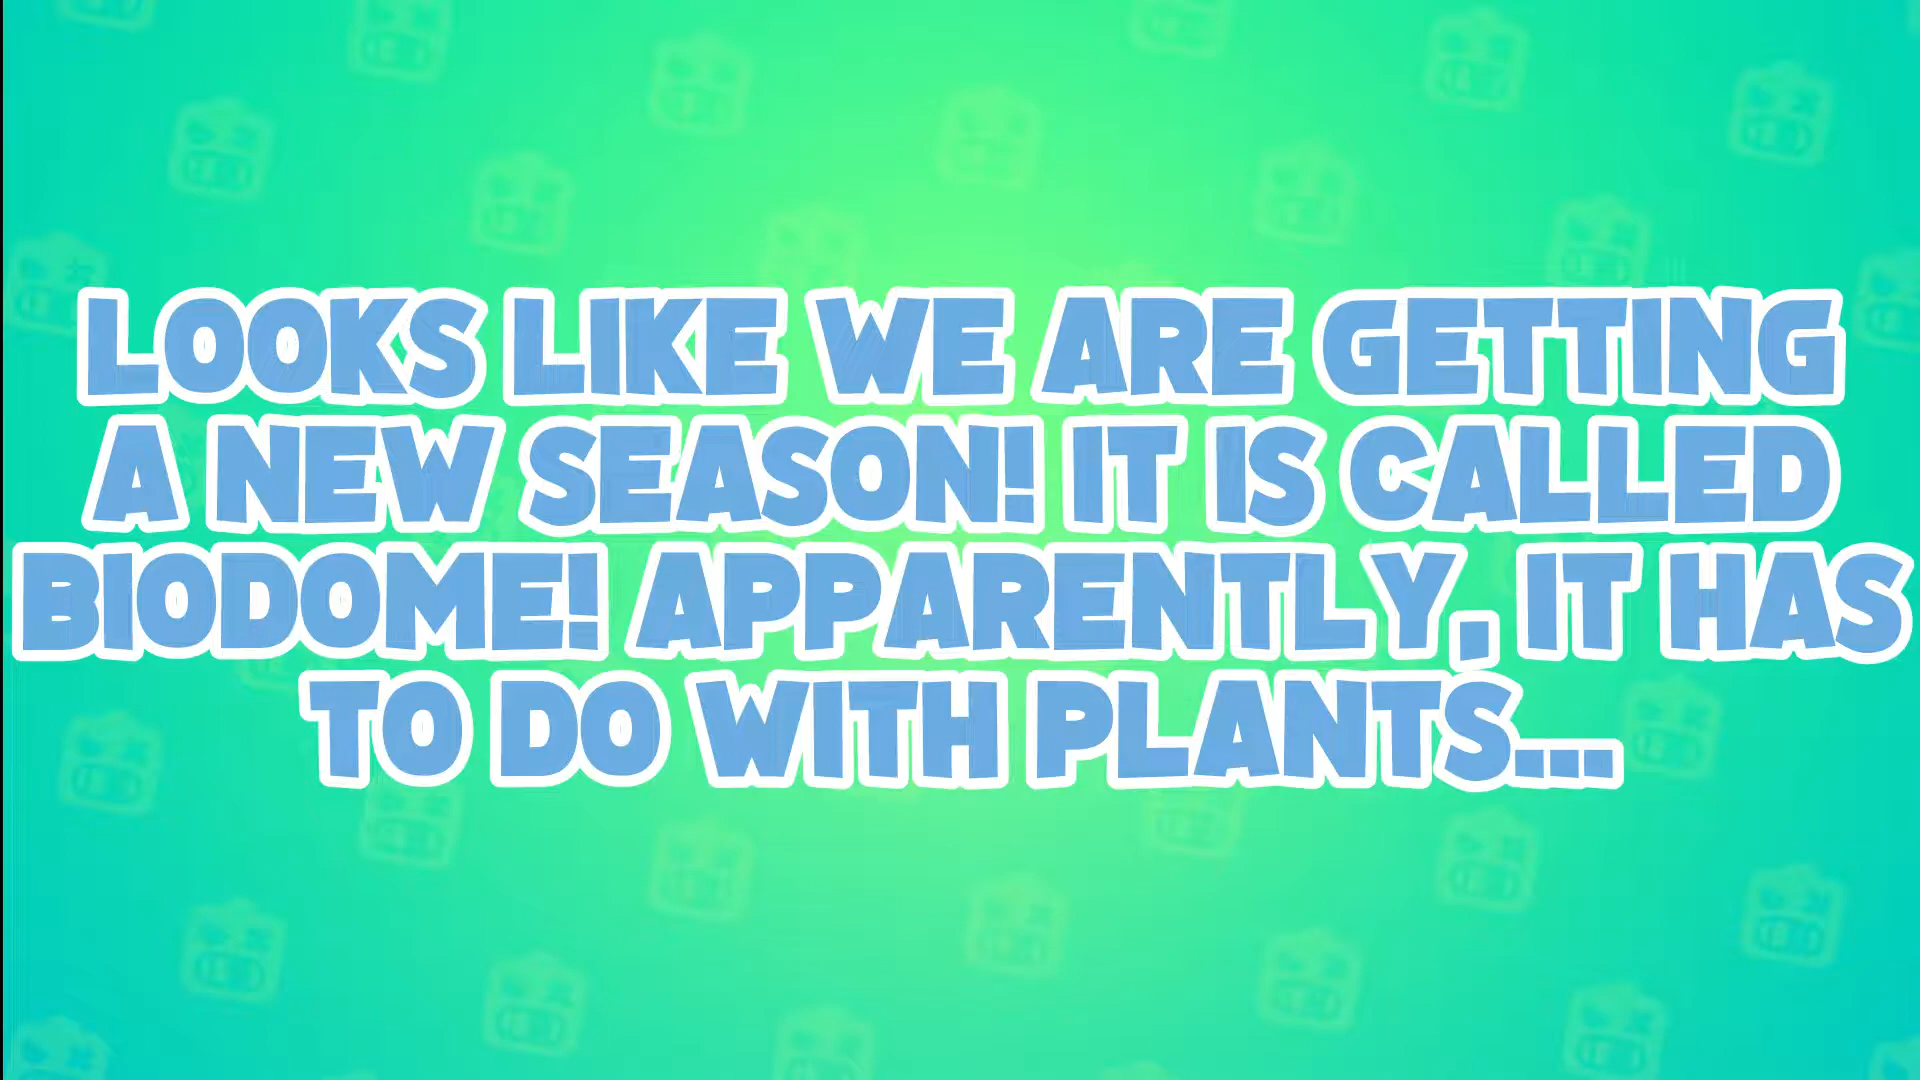 LOOKS LIKE WE ARE GETTING
A NEW SEASON! IT IS CALLED
BIODOME! APPARENTLY, IT HAS
TO DO WITH PLANTS...